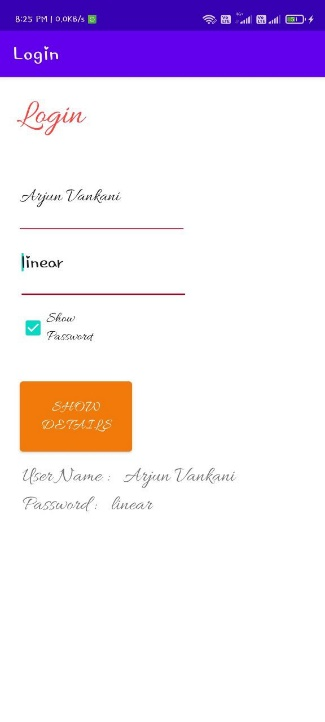 8:25 PM | 0.0KB/s
Login
Login
Arjun Vankani
linear
Show
Password
SHOW
DETAILS
User Name : Arjun Vankani
Password : linear